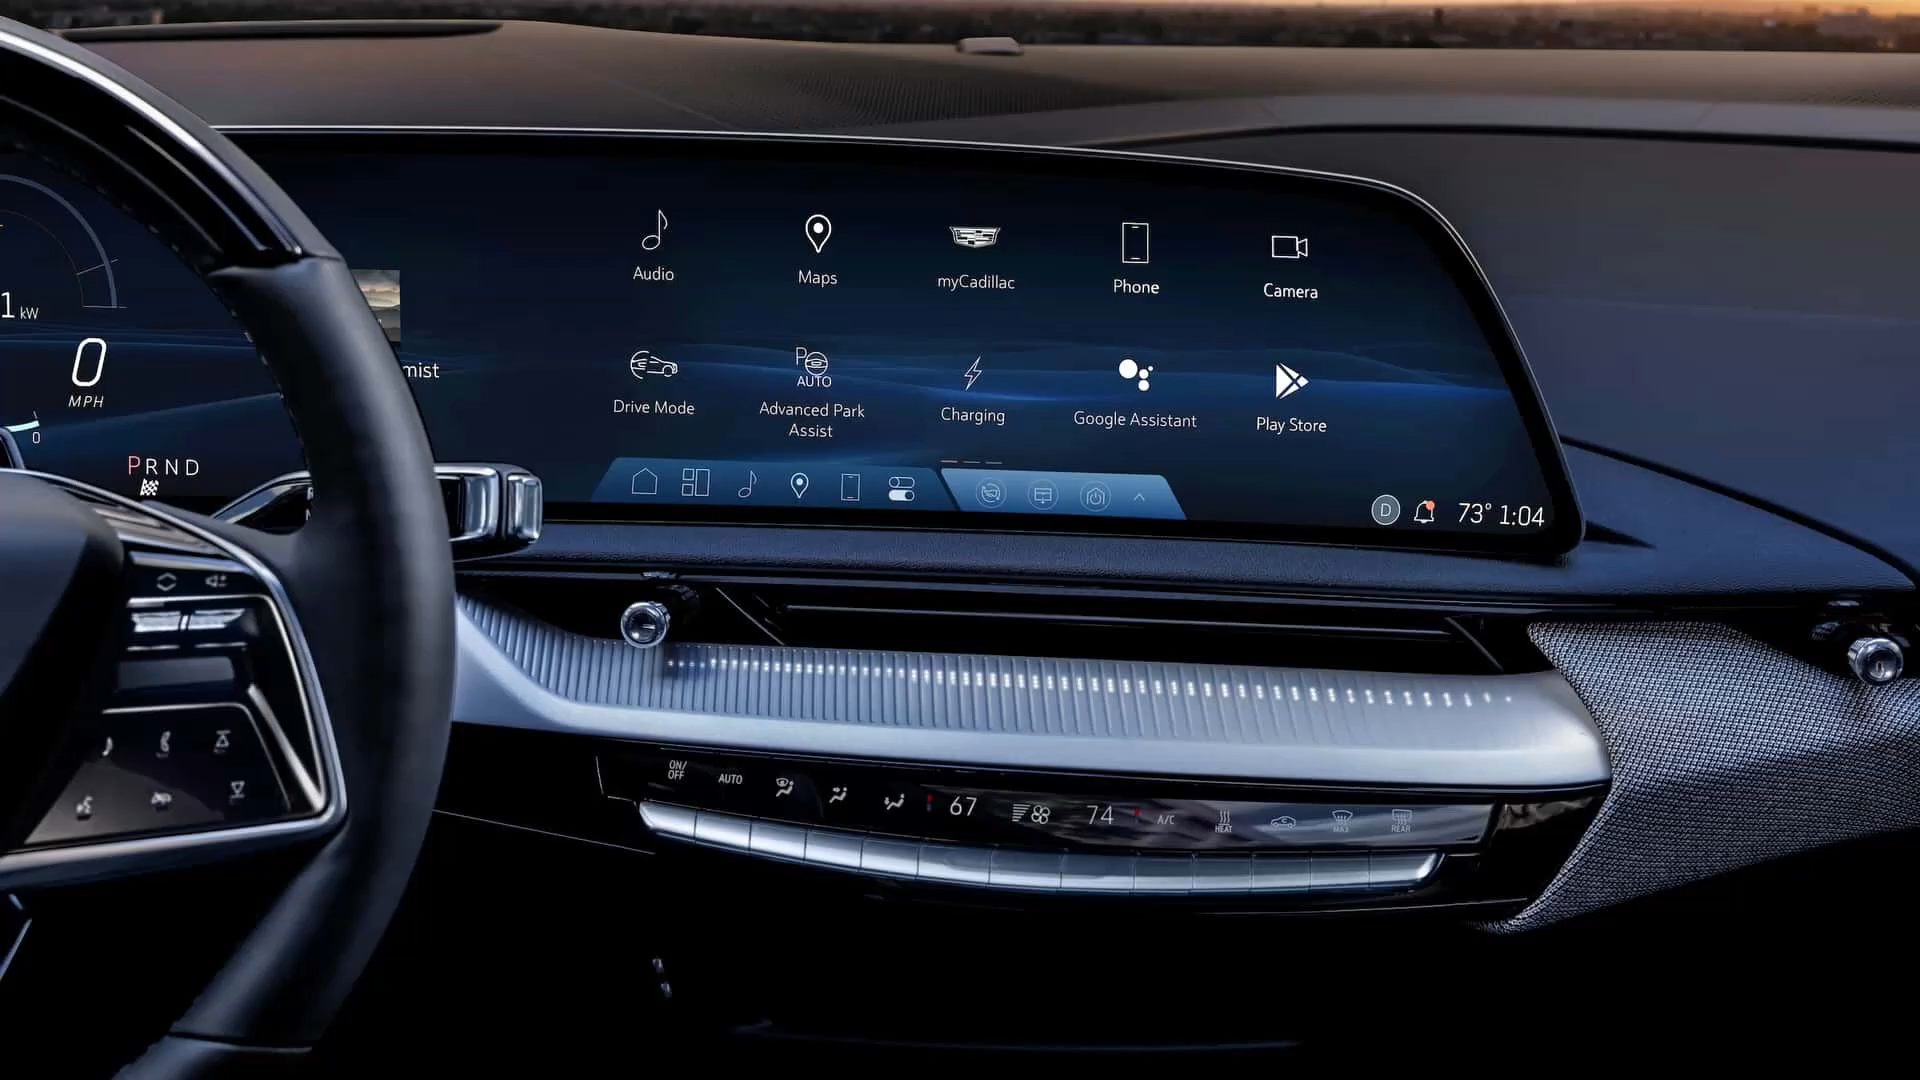 Audio
Maps
myCadillac
Phone
Camera
1 kW
0
MPH
mist
P
AUTO
Drive Mode
Advanced Park
Assist
Charging
Google Assistant
Play Store
0
PRND
D
73° 1:04
ON/
OFF
AUTO
67
74
A/C
HEAT
MAX
REAR